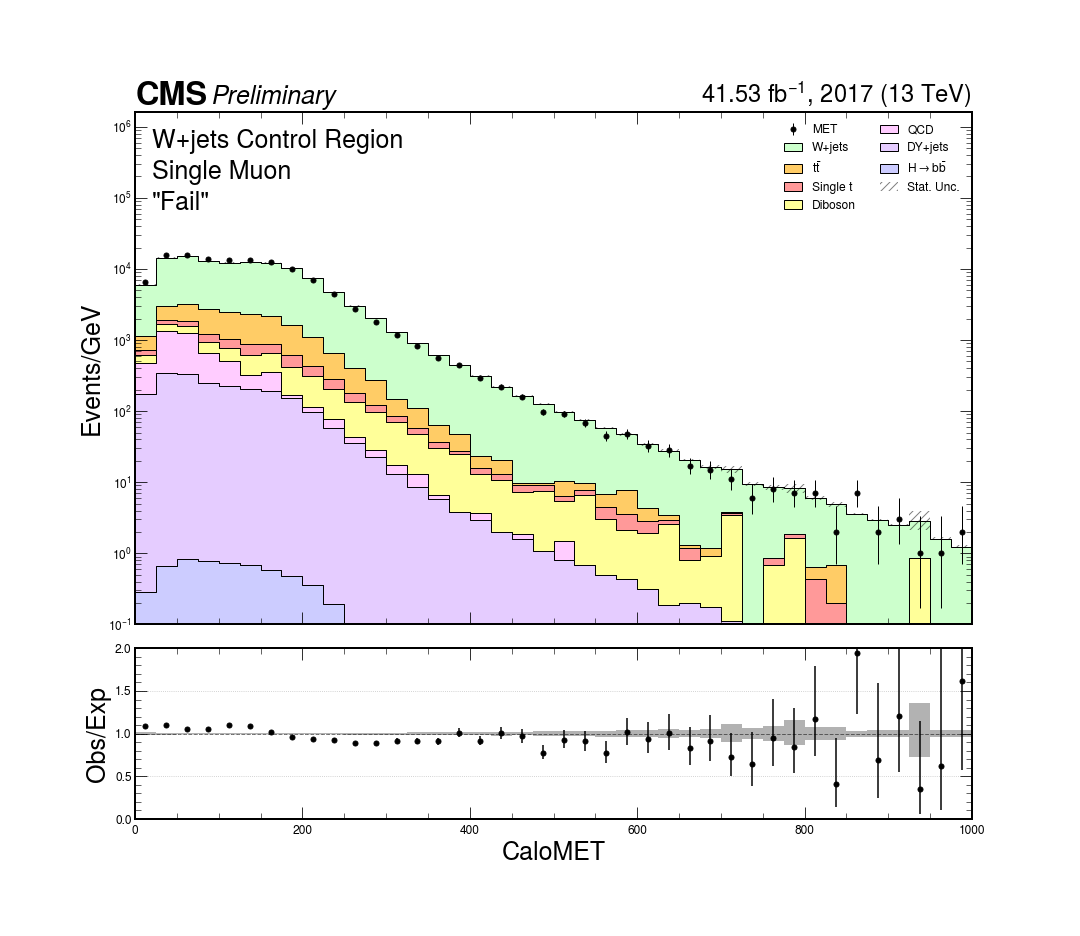 CMS Preliminary 41.53 fb⁻¹, 2017 (13 TeV)
W+jets Control Region
Single Muon
"Fail"
MET
W+jets
tt̄
Single t
Diboson
QCD
DY+jets
H→bb̄
Stat. Unc.
Events/GeV
10⁶
10⁵
10⁴
10³
10²
10¹
10⁰
10⁻¹
Obs/Exp
2.0
1.5
1.0
0.5
0.0
0 200 400 600 800 1000
CaloMET